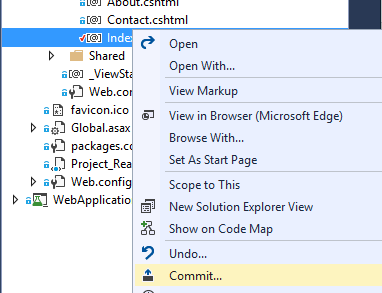 About.cshtml
Contact.cshtml
Index
Open
Shared
Open With...
_ViewSta
View Markup
Web.con
favicon.ico
View in Browser (Microsoft Edge)
Global.asax
Browse With...
packages.co
Set As Start Page
Project_Rea
Web.config
Scope to This
WebApplication
New Solution Explorer View
Show on Code Map
Undo...
Commit...